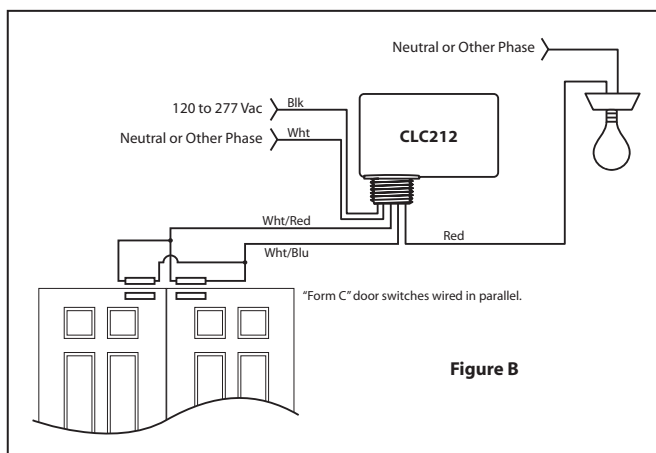 Neutral or Other Phase
120 to 277 Vac
Blk
Neutral or Other Phase
Wht
CLC212
Wht/Red
Red
Wht/Blu
“Form C” door switches wired in parallel.
Figure B